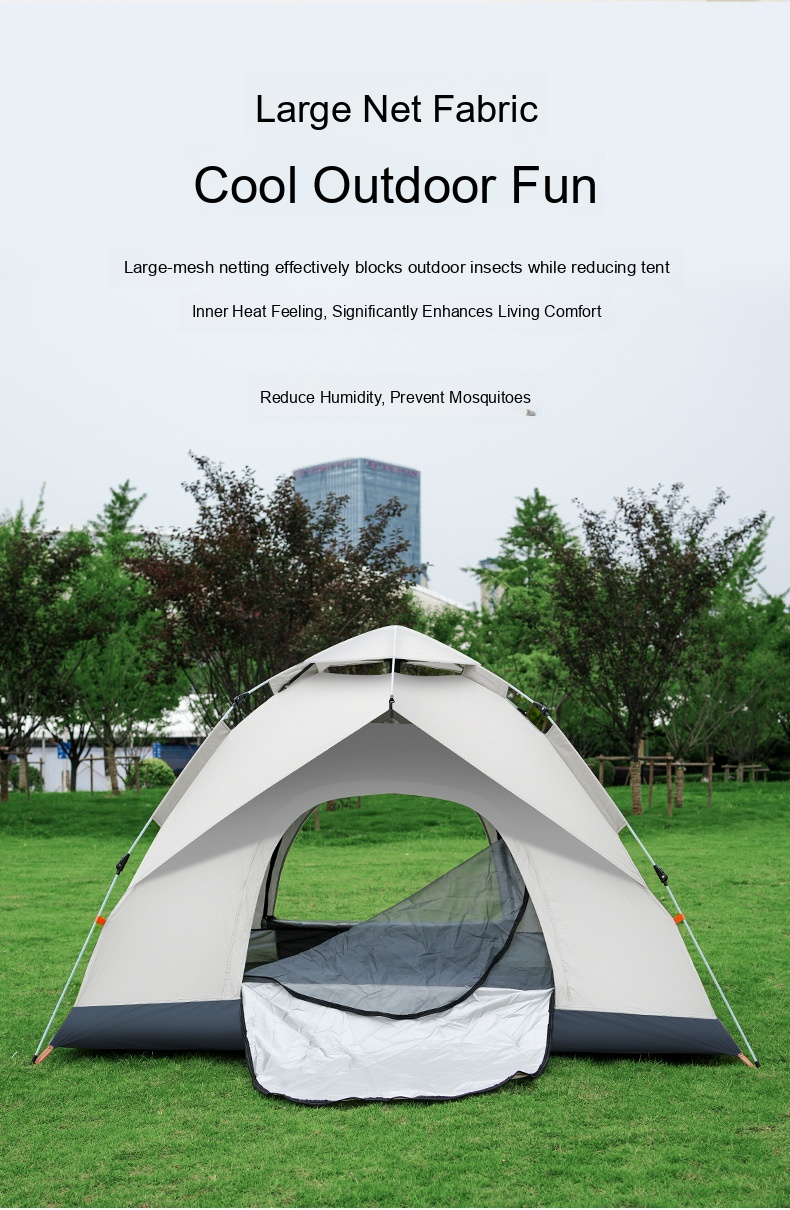 Large Net Fabric
Cool Outdoor Fun
Large-mesh netting effectively blocks outdoor insects while reducing tent
Inner Heat Feeling, Significantly Enhances Living Comfort
Reduce Humidity, Prevent Mosquitoes